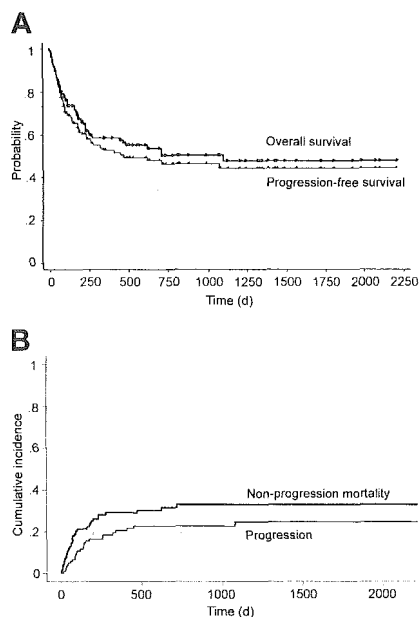 A
1
.8
.6
.4
.2
0
Probability
Overall survival
Progression-free survival
0 250 500 750 1000 1250 1500 1750 2000 2250
Time (d)
B
1
.8
.6
.4
.2
0
Cumulative incidence
Non-progression mortality
Progression
0 500 1000 1500 2000
Time (d)